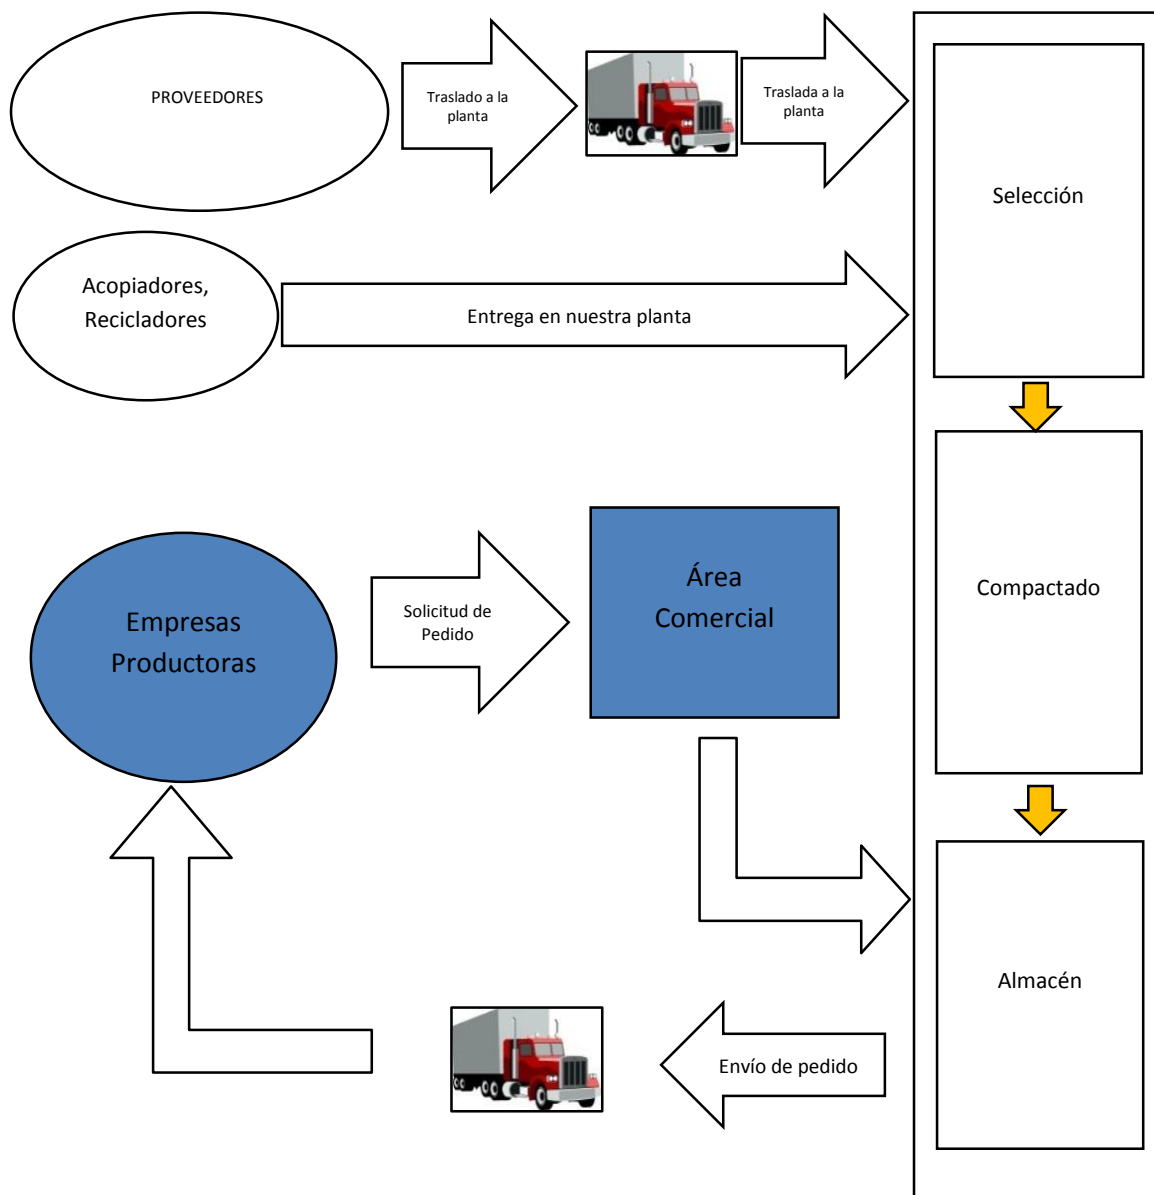 PROVEEDORES
Traslado a la
planta
Traslada a la
planta
Selección
Acopiadores,
Recicladores
Entrega en nuestra planta
Compactado
Empresas
Productoras
Solicitud de
Pedido
Área
Comercial
Almacén
Envío de pedido